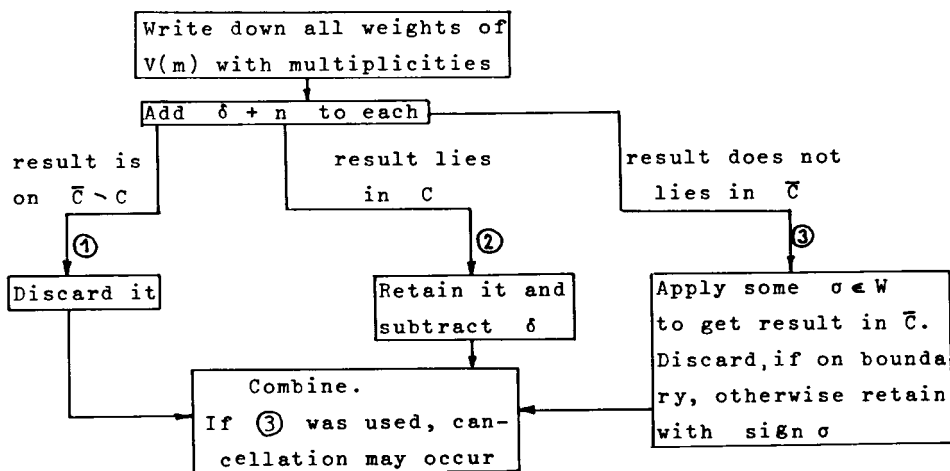 Write down all weights of
V(m) with multiplicities
Add δ + n to each
result is
on C̅ ∖ C
result lies
in C
result does not
lies in C̅
①
②
③
Discard it
Retain it and
subtract δ
Apply some σ ∈ W
to get result in C̅.
Discard, if on bounda
ry, otherwise retain
with sign σ
Combine.
If ③ was used, can-
cellation may occur